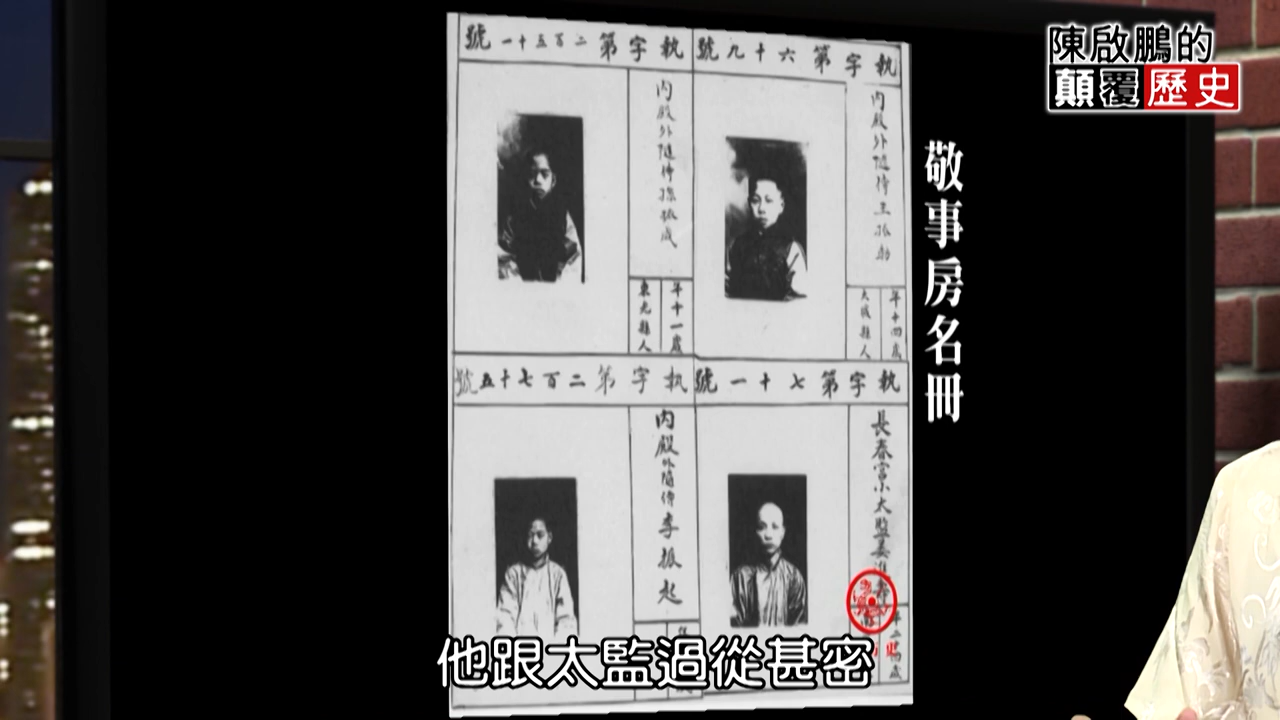 陳啟鵬的
顛覆歷史
敬事房名冊
執字第六十九號
內殿外隨侍王振勛
年十四歲
大城縣人
執字第二百五十一號
內殿外隨侍孫振成
年十一歲
東光縣人
執字第七十一號
長春宮小太監姜進壽
執字第二百七十五號
內殿外隨侍李振起
他跟太監過從甚密